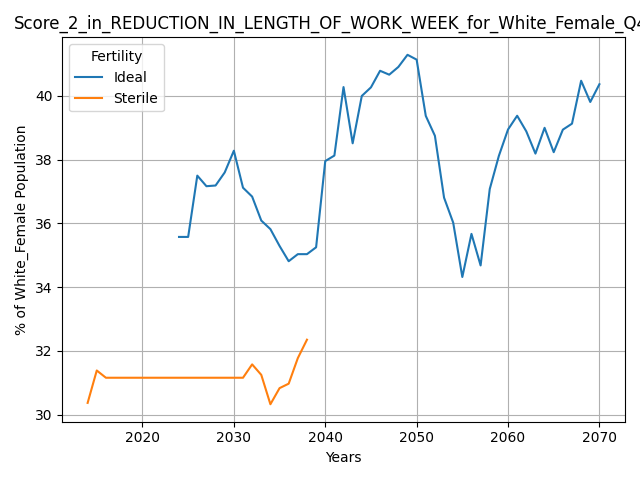 Score_2_in_REDUCTION_IN_LENGTH_OF_WORK_WEEK_for_White_Female_Q4
Fertility
Ideal
Sterile
% of White_Female Population
40
38
36
34
32
30
2020 2030 2040 2050 2060 2070
Years